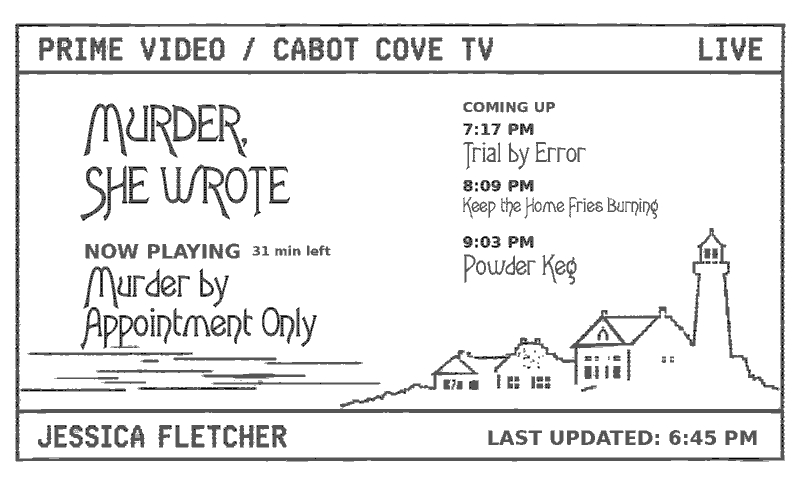 PRIME VIDEO / CABOT COVE TV
LIVE
MURDER,
SHE WROTE
NOW PLAYING 31 min left
Murder by
Appointment Only
COMING UP
7:17 PM
Trial by Error
8:09 PM
Keep the Home Fries Burning
9:03 PM
Powder Keg
JESSICA FLETCHER
LAST UPDATED: 6:45 PM